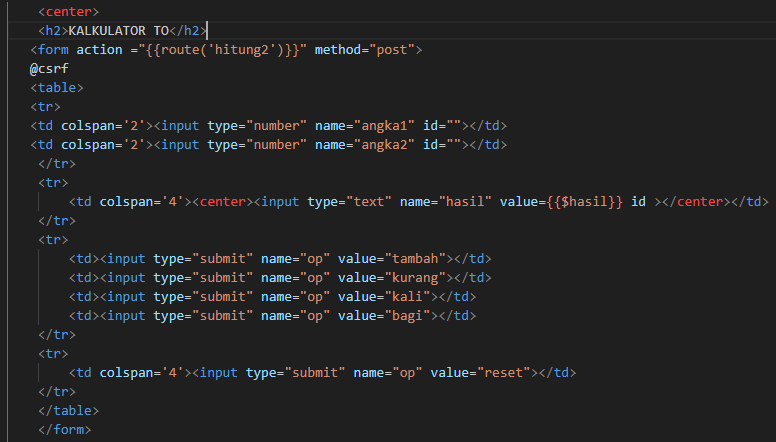 <center>
<h2>KALKULATOR TO</h2>
<form action ="{{route('hitung2')}}" method="post">
@csrf
<table>
<tr>
<td colspan='2'><input type="number" name="angka1" id=""></td>
<td colspan='2'><input type="number" name="angka2" id=""></td>
</tr>
<tr>
<td colspan='4'><center><input type="text" name="hasil" value={{$hasil}} id ></center></td>
</tr>
<tr>
<td><input type="submit" name="op" value="tambah"></td>
<td><input type="submit" name="op" value="kurang"></td>
<td><input type="submit" name="op" value="kali"></td>
<td><input type="submit" name="op" value="bagi"></td>
</tr>
<tr>
<td colspan='4'><input type="submit" name="op" value="reset"></td>
</tr>
</table>
</form>